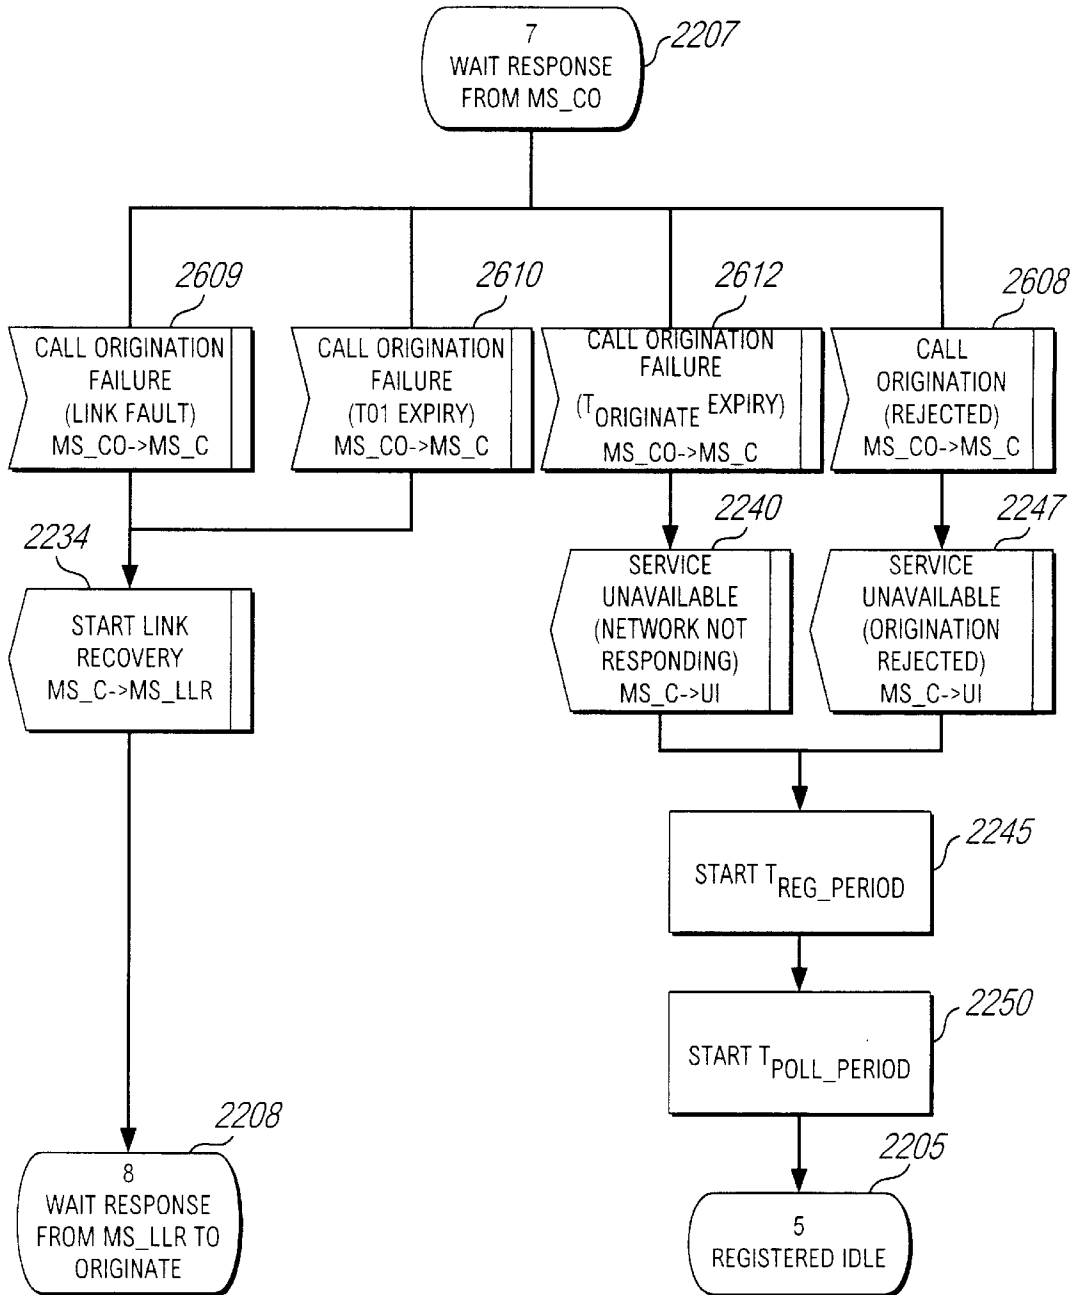 7
WAIT RESPONSE
FROM MS_CO
2207
2609
CALL ORIGINATION
FAILURE
(LINK FAULT)
MS_CO->MS_C
2610
CALL ORIGINATION
FAILURE
(T01 EXPIRY)
MS_CO->MS_C
2612
CALL ORIGINATION
FAILURE
(TORIGINATE EXPIRY)
MS_CO->MS_C
2608
CALL
ORIGINATION
(REJECTED)
MS_CO->MS_C
2234
START LINK
RECOVERY
MS_C->MS_LLR
2240
SERVICE
UNAVAILABLE
(NETWORK NOT
RESPONDING)
MS_C->UI
2247
SERVICE
UNAVAILABLE
(ORIGINATION
REJECTED)
MS_C->UI
2245
START TREG_PERIOD
2250
START TPOLL_PERIOD
2208
8
WAIT RESPONSE
FROM MS_LLR TO
ORIGINATE
2205
5
REGISTERED IDLE